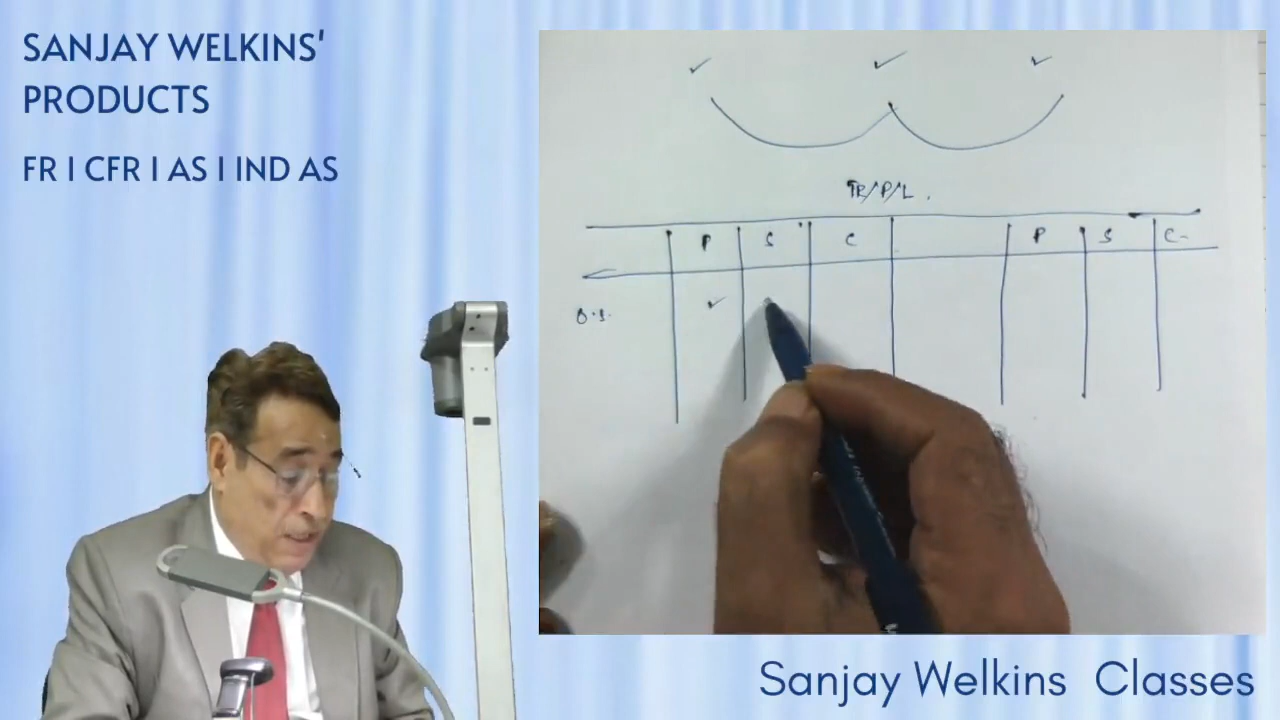 SANJAY WELKINS'
PRODUCTS
FR I CFR I AS I IND AS
TR/P/L.
P S C P S C-
O.S.
Sanjay Welkins Classes